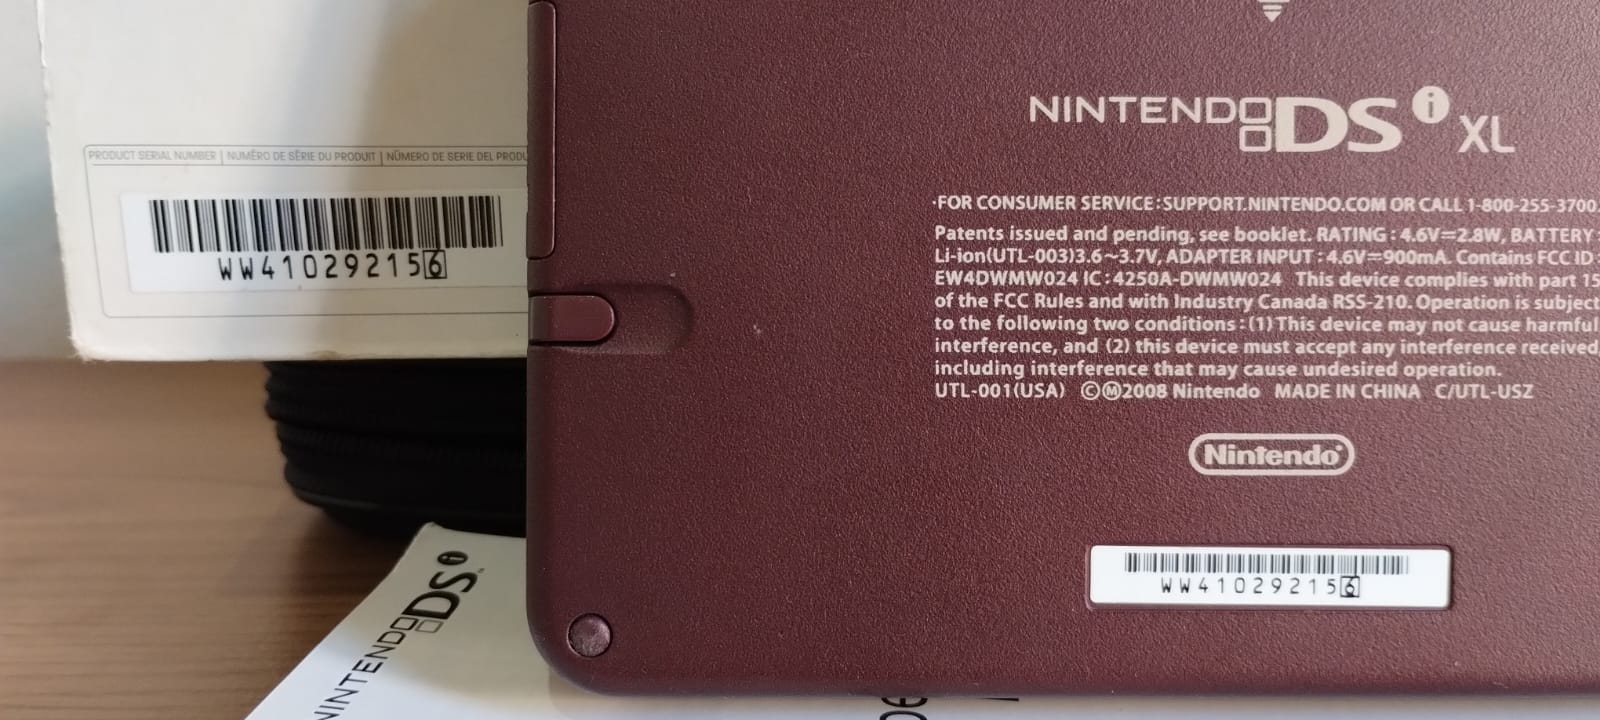 PRODUCT SERIAL NUMBER | NUMÉRO DE SÉRIE DU PRODUIT | NÚMERO DE SERIE DEL
WW410292156
NINTENDO DSi XL
·FOR CONSUMER SERVICE:SUPPORT.NINTENDO.COM OR CALL 1-800-255-3700.
Patents issued and pending, see booklet. RATING : 4.6V⎓2.8W, BATTERY :
Li-ion(UTL-003)3.6~3.7V, ADAPTER INPUT : 4.6V⎓900mA. Contains FCC ID :
EW4DWMW024 IC : 4250A-DWMW024 This device complies with part 15
of the FCC Rules and with Industry Canada RSS-210. Operation is subject
to the following two conditions : (1) This device may not cause harmful
interference, and (2) this device must accept any interference received,
including interference that may cause undesired operation.
UTL-001(USA) ©Ⓜ2008 Nintendo MADE IN CHINA C/UTL-USZ
Nintendo®
WW410292156
NINTENDO DSi™